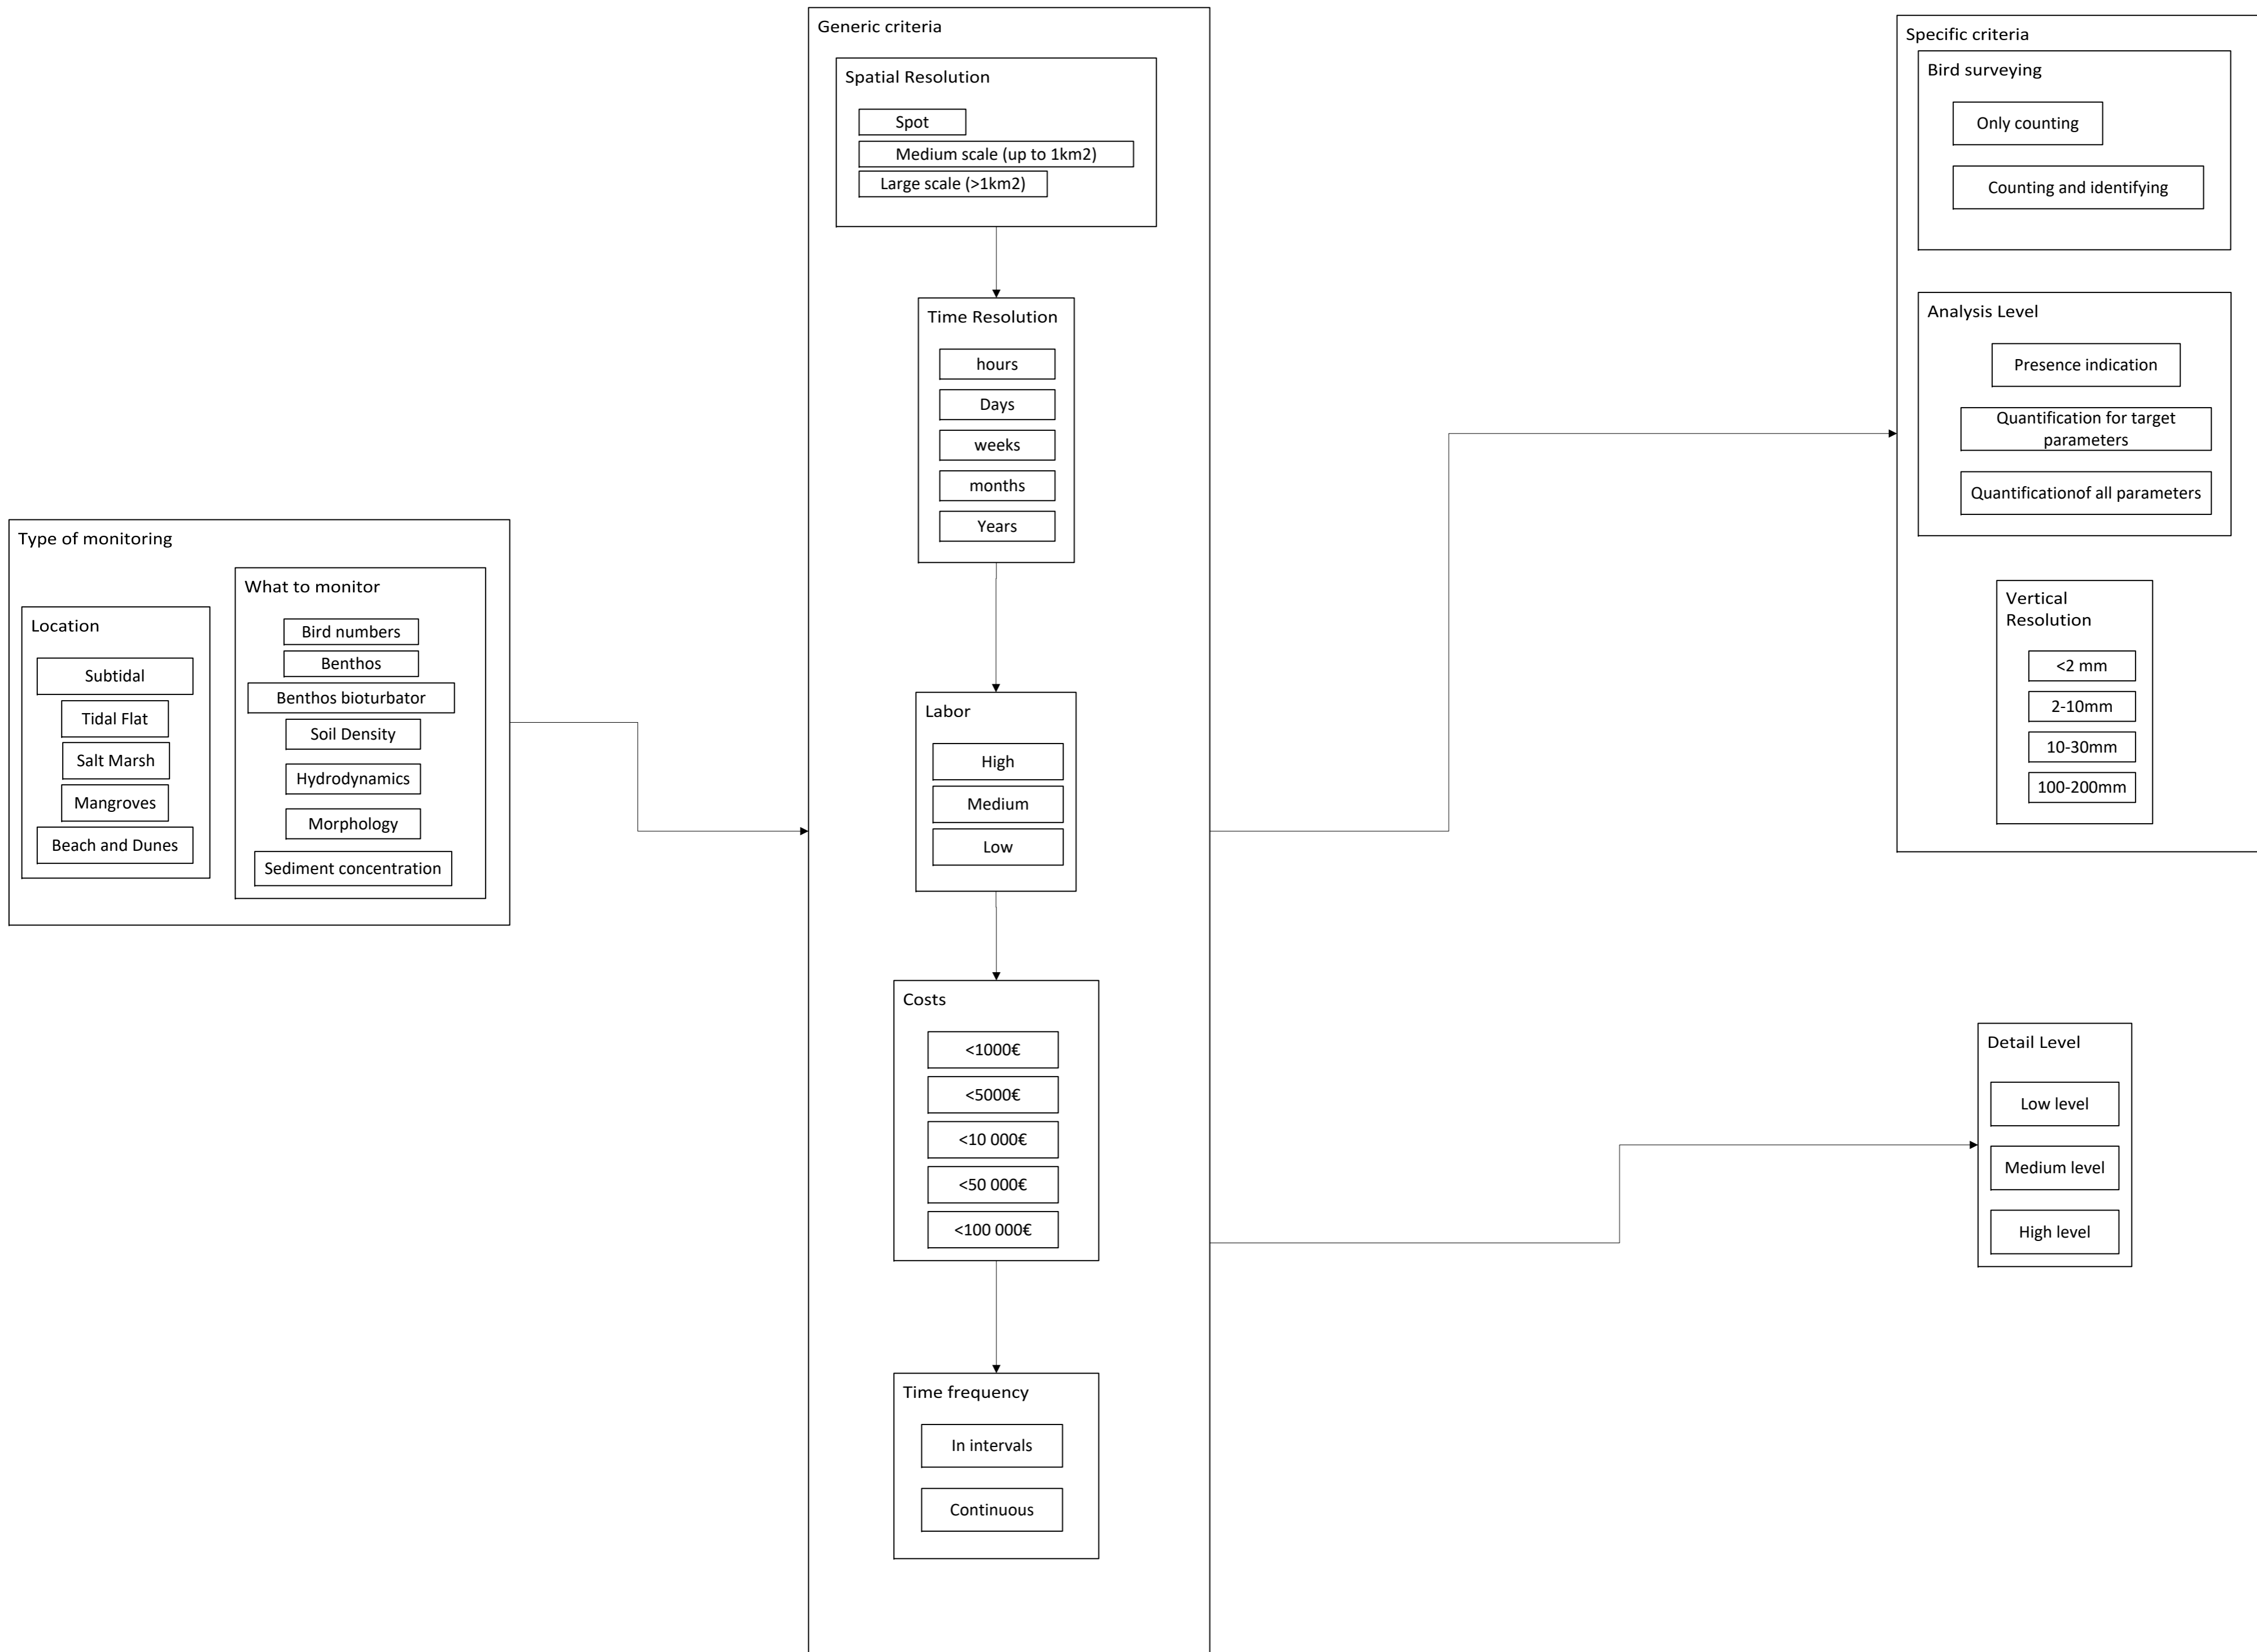 Type of monitoring
Location
Subtidal
Tidal Flat
Salt Marsh
Mangroves
Beach and Dunes
What to monitor
Bird numbers
Benthos
Benthos bioturbator
Soil Density
Hydrodynamics
Morphology
Sediment concentration
Generic criteria
Spatial Resolution
Spot
Medium scale (up to 1km2)
Large scale (>1km2)
Time Resolution
hours
Days
weeks
months
Years
Labor
High
Medium
Low
Costs
<1000€
<5000€
<10 000€
<50 000€
<100 000€
Time frequency
In intervals
Continuous
Specific criteria
Bird surveying
Only counting
Counting and identifying
Analysis Level
Presence indication
Quantification for target
parameters
Quantificationof all parameters
Vertical
Resolution
<2 mm
2-10mm
10-30mm
100-200mm
Detail Level
Low level
Medium level
High level